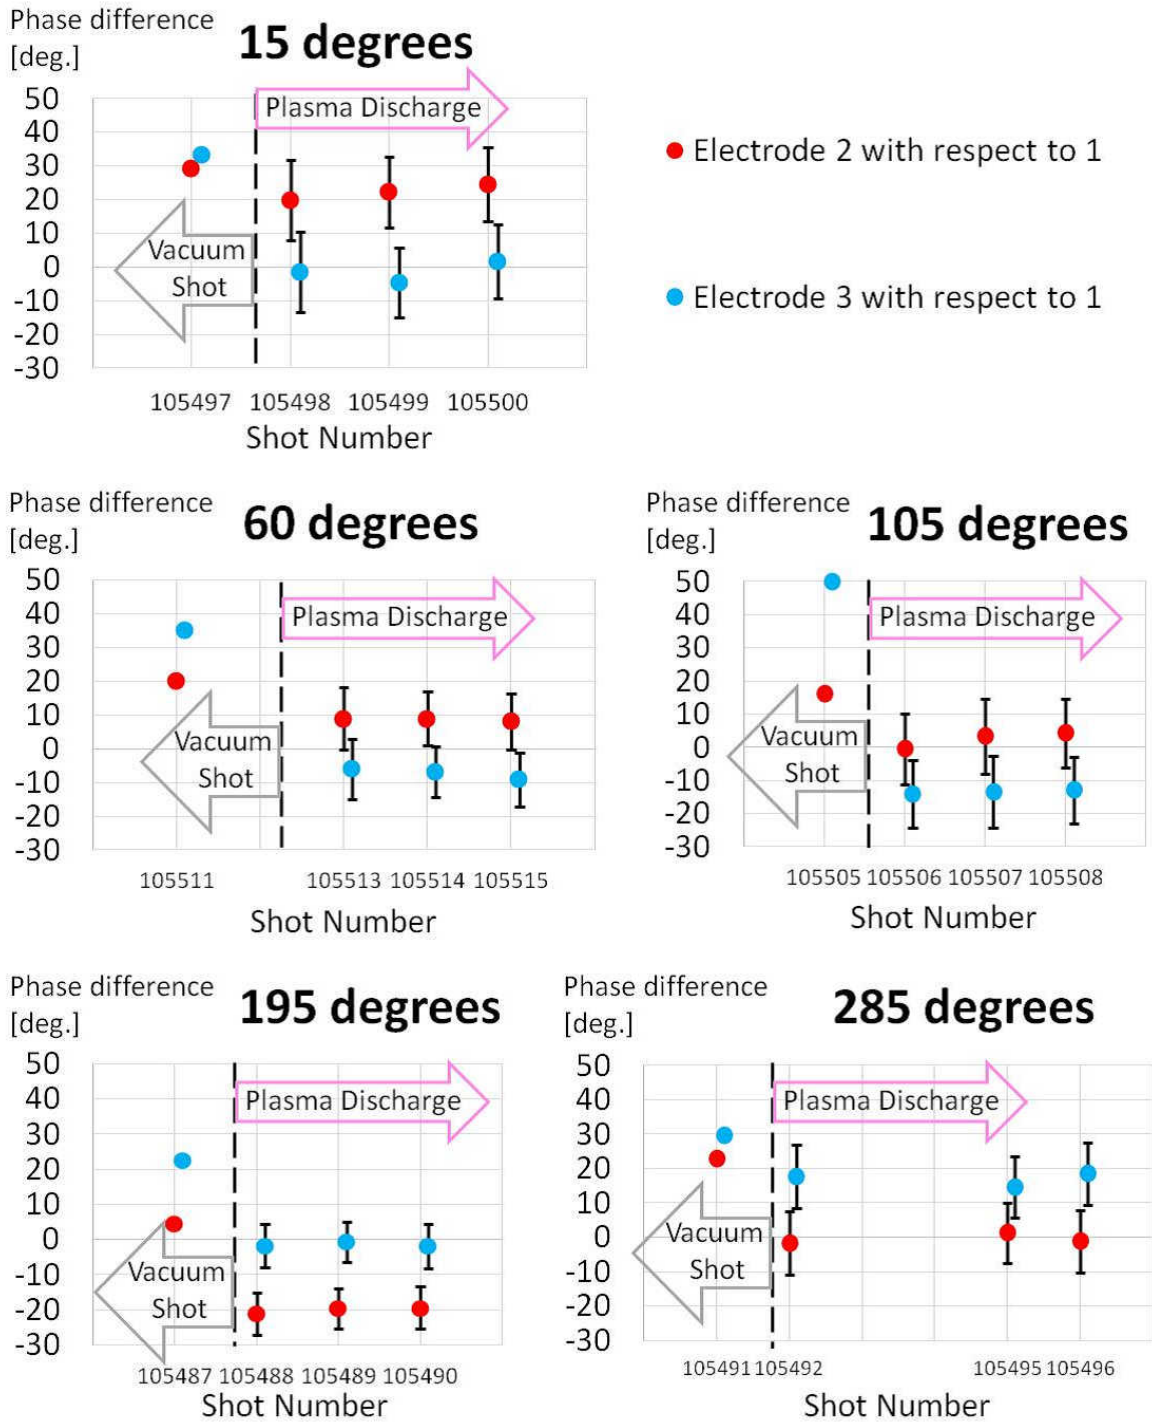 Phase difference
[deg.]
15 degrees
50
40
30
20
10
0
-10
-20
-30
Plasma Discharge
Vacuum
Shot
105497 105498 105499 105500
Shot Number
Electrode 2 with respect to 1
Electrode 3 with respect to 1
Phase difference
[deg.]
60 degrees
50
40
30
20
10
0
-10
-20
-30
Plasma Discharge
Vacuum
Shot
105511 105513 105514 105515
Shot Number
Phase difference
[deg.]
105 degrees
50
40
30
20
10
0
-10
-20
-30
Plasma Discharge
Vacuum
Shot
105505 105506 105507 105508
Shot Number
Phase difference
[deg.]
195 degrees
50
40
30
20
10
0
-10
-20
-30
Plasma Discharge
Vacuum
Shot
105487 105488 105489 105490
Shot Number
Phase difference
[deg.]
285 degrees
50
40
30
20
10
0
-10
-20
-30
Plasma Discharge
Vacuum
Shot
105491 105492 105495 105496
Shot Number